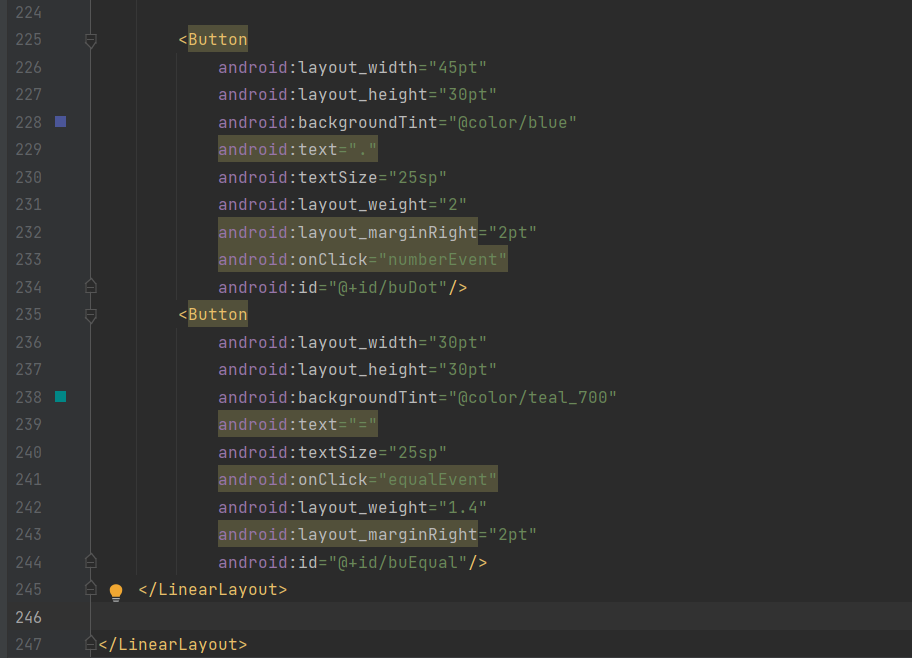 224
225 <Button
226 android:layout_width="45pt"
227 android:layout_height="30pt"
228 android:backgroundTint="@color/blue"
229 android:text="."
230 android:textSize="25sp"
231 android:layout_weight="2"
232 android:layout_marginRight="2pt"
233 android:onClick="numberEvent"
234 android:id="@+id/buDot"/>
235 <Button
236 android:layout_width="30pt"
237 android:layout_height="30pt"
238 android:backgroundTint="@color/teal_700"
239 android:text="="
240 android:textSize="25sp"
241 android:onClick="equalEvent"
242 android:layout_weight="1.4"
243 android:layout_marginRight="2pt"
244 android:id="@+id/buEqual"/>
245 </LinearLayout>
246
247 </LinearLayout>